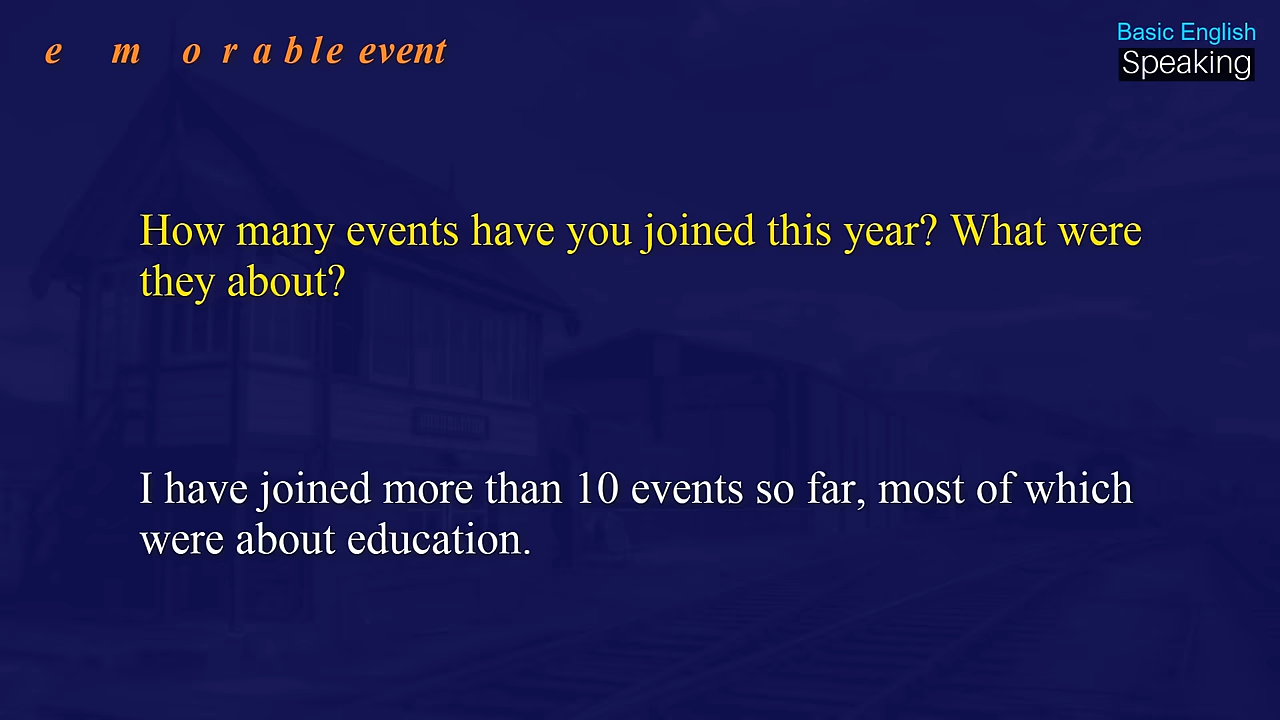 e m o r a b l e event
Basic English
Speaking
How many events have you joined this year? What were
they about?
I have joined more than 10 events so far, most of which
were about education.